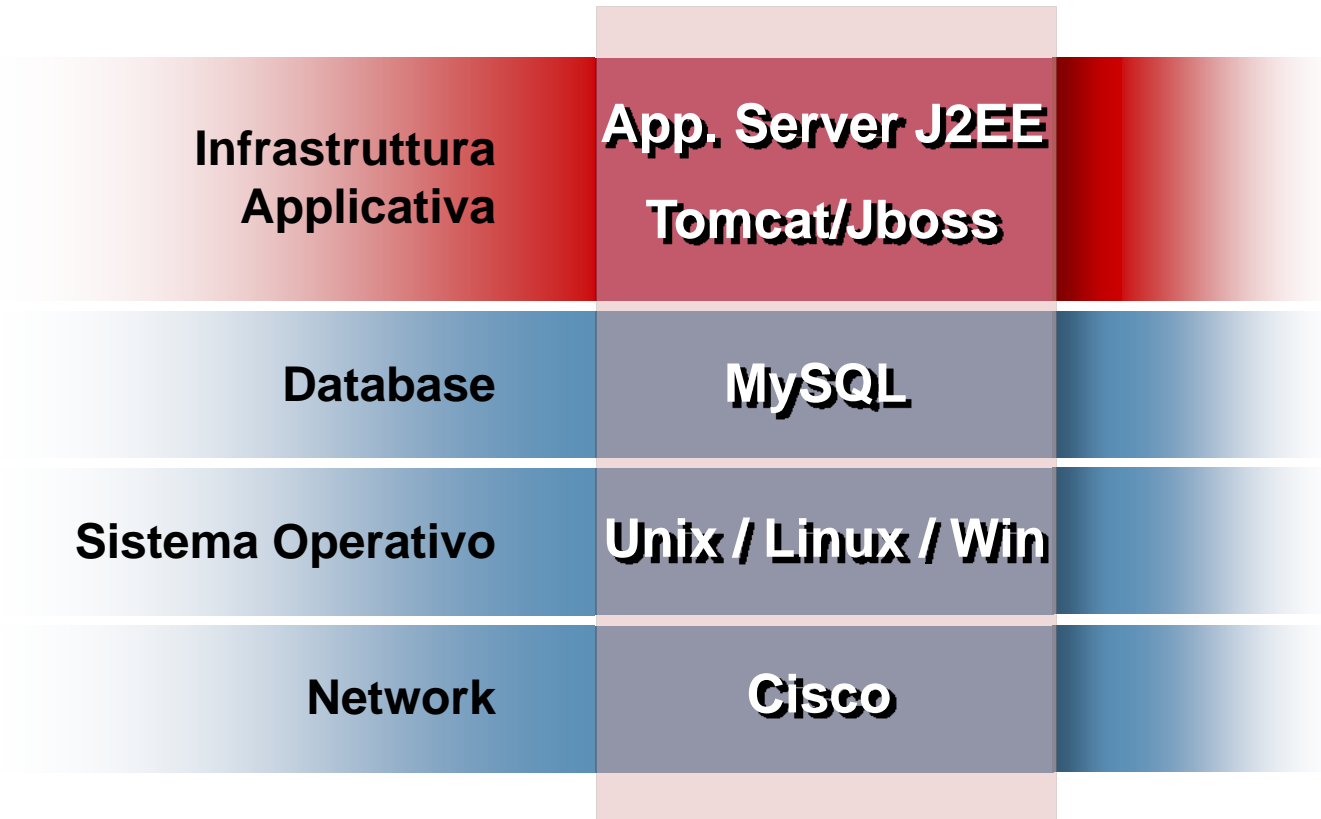 Infrastruttura
Applicativa
App. Server J2EE
Tomcat/Jboss
Database
MySQL
Sistema Operativo
Unix / Linux / Win
Network
Cisco